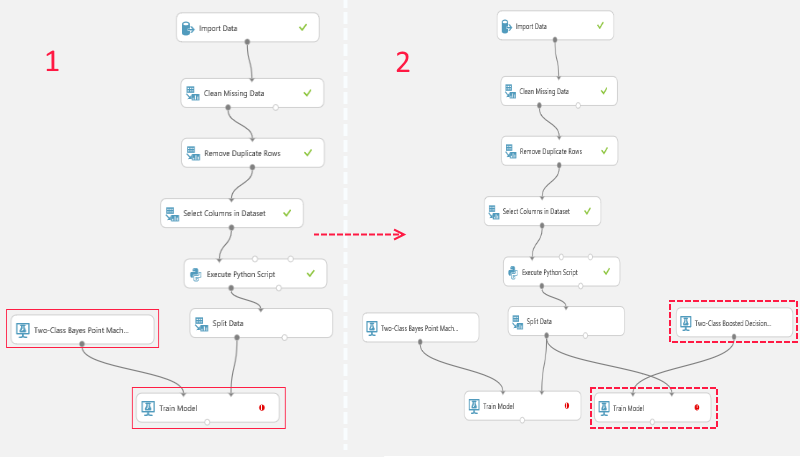 1
Import Data
Clean Missing Data
Remove Duplicate Rows
Select Columns in Dataset
Execute Python Script
Split Data
Two-Class Bayes Point Mach...
Train Model
2
Import Data
Clean Missing Data
Remove Duplicate Rows
Select Columns in Dataset
Execute Python Script
Split Data
Two-Class Bayes Point Mach...
Two-Class Boosted Decision...
Train Model
Train Model